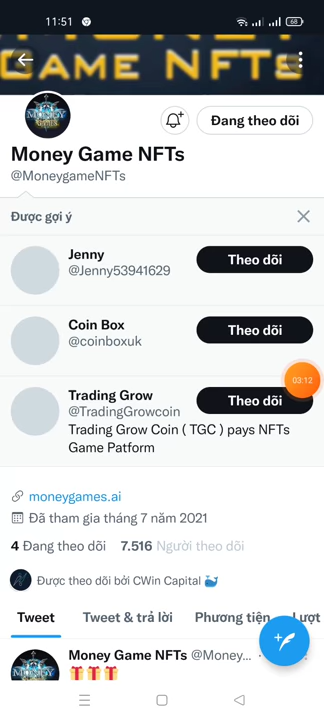 11:51
68
GAME NFTS
MONEY
Đang theo dõi
Money Game NFTs
@MoneygameNFTs
Được gợi ý
Jenny
@Jenny53941629
Theo dõi
Coin Box
@coinboxuk
Theo dõi
Trading Grow
@TradingGrowcoin
Theo dõi
03:12
Trading Grow Coin ( TGC ) pays NFTs
Game Patform
moneygames.ai
Đã tham gia tháng 7 năm 2021
4 Đang theo dõi 7.516 Người theo dõi
Được theo dõi bởi CWin Capital 🐳
Tweet Tweet & trả lời Phương tiện Lượt
Money Game NFTs @Money... ·
🎁🎁🎁